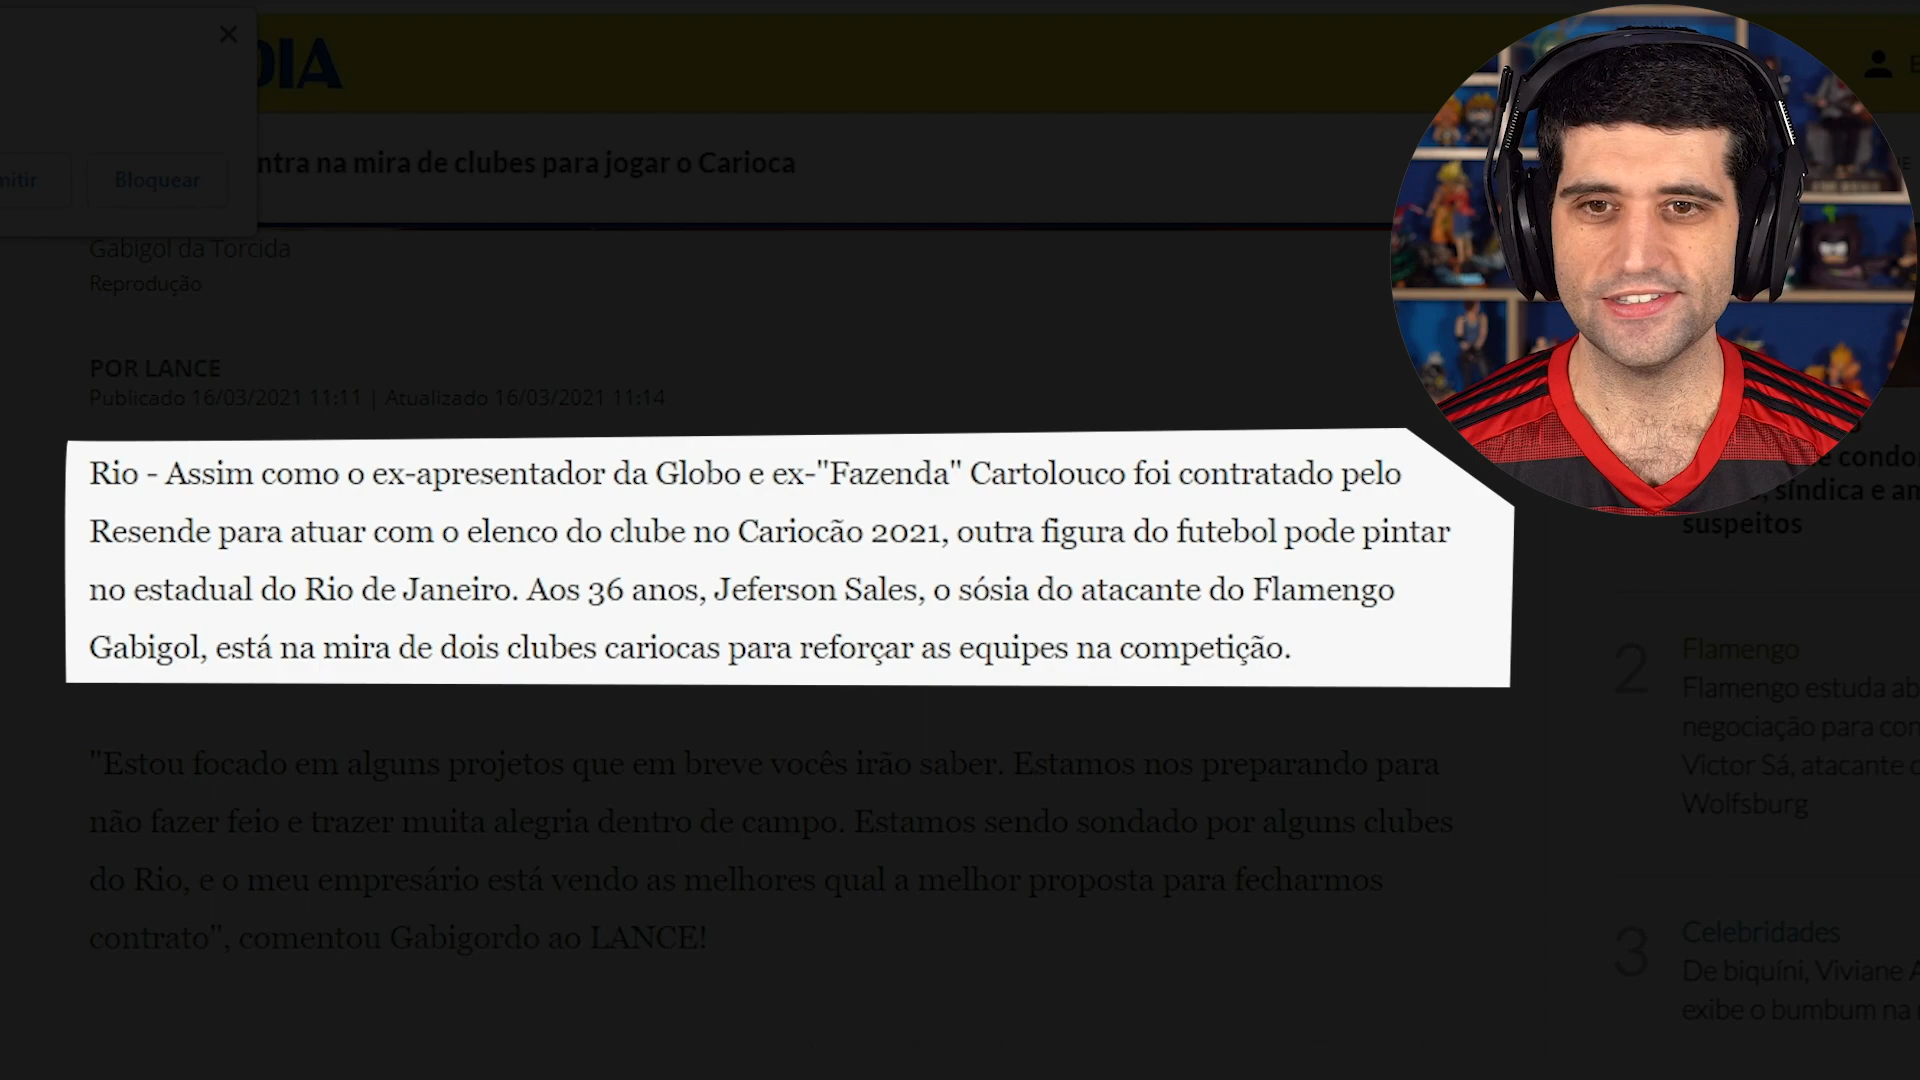 DIA
mitir
Bloquear
ntra na mira de clubes para jogar o Carioca
Gabigol da Torcida
Reprodução
POR LANCE
Publicado 16/03/2021 11:11 | Atualizado 16/03/2021 11:14
Rio - Assim como o ex-apresentador da Globo e ex-"Fazenda" Cartolouco foi contratado pelo
Resende para atuar com o elenco do clube no Cariocão 2021, outra figura do futebol pode pintar
no estadual do Rio de Janeiro. Aos 36 anos, Jeferson Sales, o sósia do atacante do Flamengo
Gabigol, está na mira de dois clubes cariocas para reforçar as equipes na competição.
"Estou focado em alguns projetos que em breve vocês irão saber. Estamos nos preparando para
não fazer feio e trazer muita alegria dentro de campo. Estamos sendo sondado por alguns clubes
do Rio, e o meu empresário está vendo as melhores qual a melhor proposta para fecharmos
contrato", comentou Gabigordo ao LANCE!
condo
síndica e am
suspeitos
2
Flamengo
Flamengo estuda ab
negociação para con
Victor Sá, atacante d
Wolfsburg
3
Celebridades
De biquíni, Viviane A
exibe o bumbum na